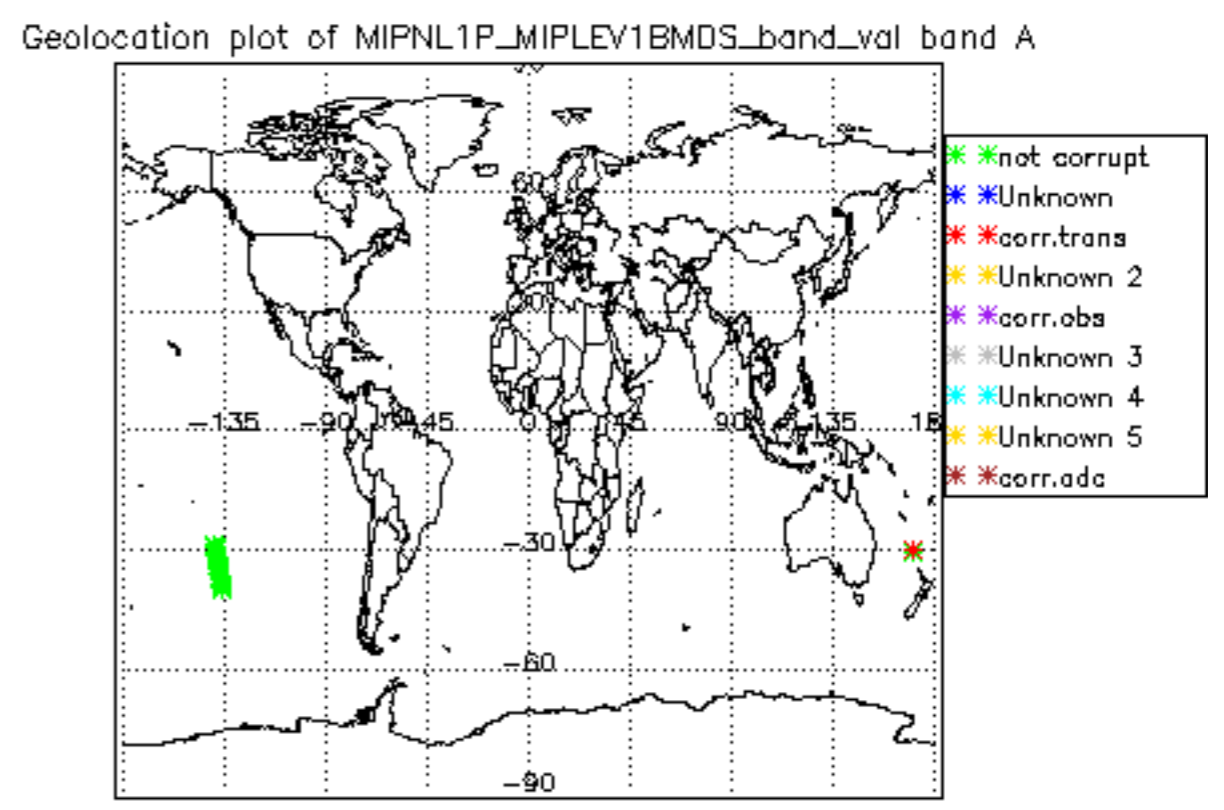 Geolocation plot of MIPNL1P_MIPLEV1BMDS_band_val band A
not corrupt
Unknown
corr.trans
Unknown 2
corr.obs
Unknown 3
Unknown 4
Unknown 5
corr.adc
60
-135 -90 -45 0 45 90 135
-30
-60
-90